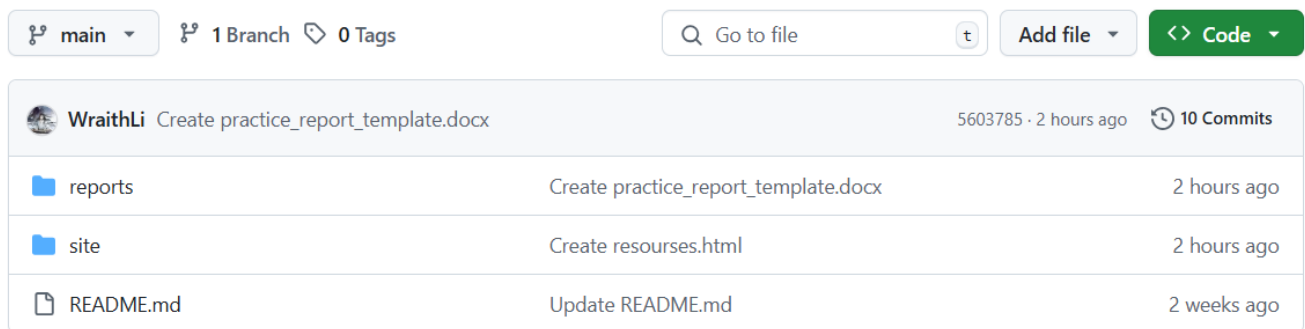 main 1 Branch 0 Tags Go to file t Add file <> Code
WraithLi Create practice_report_template.docx 5603785 · 2 hours ago 10 Commits
reports Create practice_report_template.docx 2 hours ago
site Create resourses.html 2 hours ago
README.md Update README.md 2 weeks ago